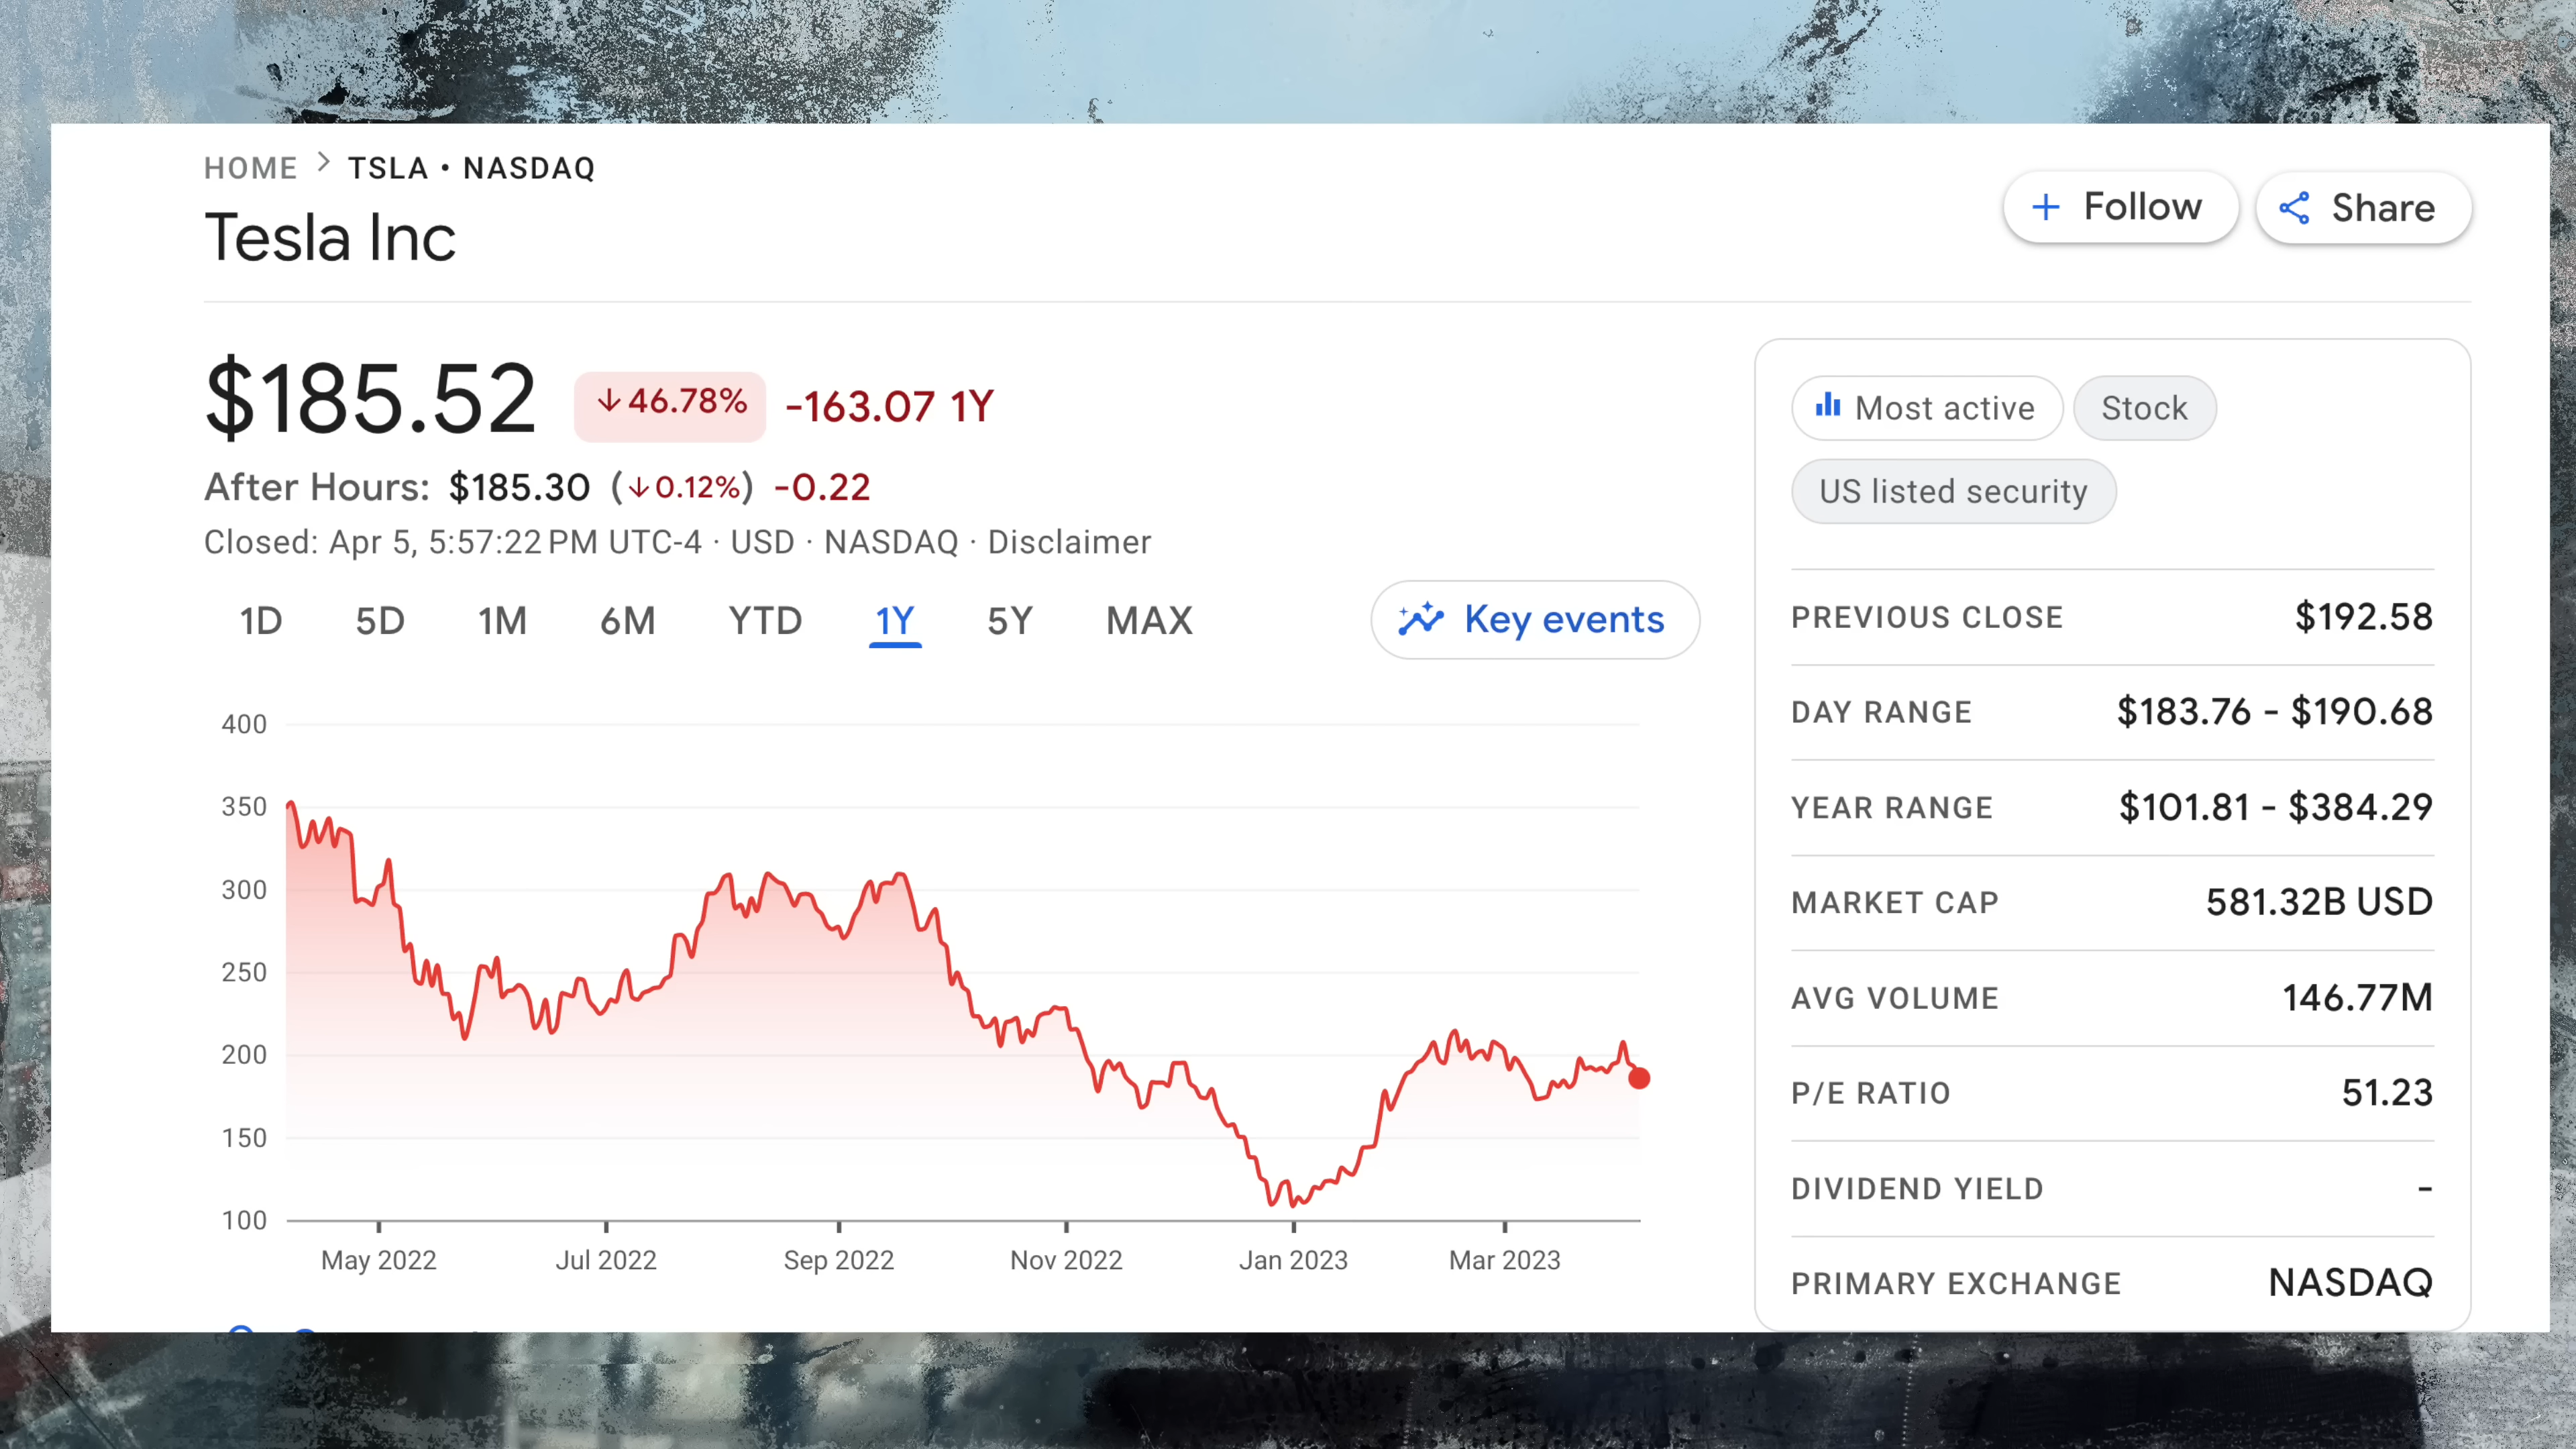 HOME > TSLA • NASDAQ
Tesla Inc
+ Follow
Share
$185.52 ↓46.78% -163.07 1Y
After Hours: $185.30 (↓0.12%) -0.22
Closed: Apr 5, 5:57:22 PM UTC-4 · USD · NASDAQ · Disclaimer
1D 5D 1M 6M YTD 1Y 5Y MAX
Key events
400
350
300
250
200
150
100
May 2022 Jul 2022 Sep 2022 Nov 2022 Jan 2023 Mar 2023
Most active Stock
US listed security
PREVIOUS CLOSE $192.58
DAY RANGE $183.76 - $190.68
YEAR RANGE $101.81 - $384.29
MARKET CAP 581.32B USD
AVG VOLUME 146.77M
P/E RATIO 51.23
DIVIDEND YIELD -
PRIMARY EXCHANGE NASDAQ